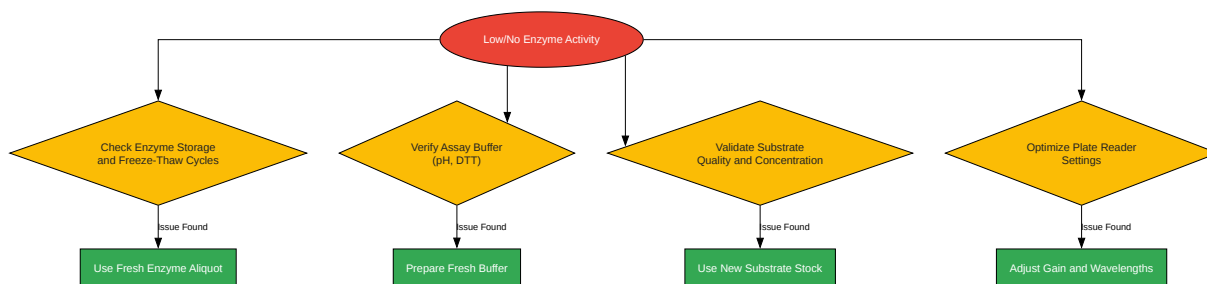 Low/No Enzyme Activity
Check Enzyme Storage
and Freeze-Thaw Cycles
Verify Assay Buffer
(pH, DTT)
Validate Substrate
Quality and Concentration
Optimize Plate Reader
Settings
Issue Found
Issue Found
Issue Found
Issue Found
Use Fresh Enzyme Aliquot
Prepare Fresh Buffer
Use New Substrate Stock
Adjust Gain and Wavelengths